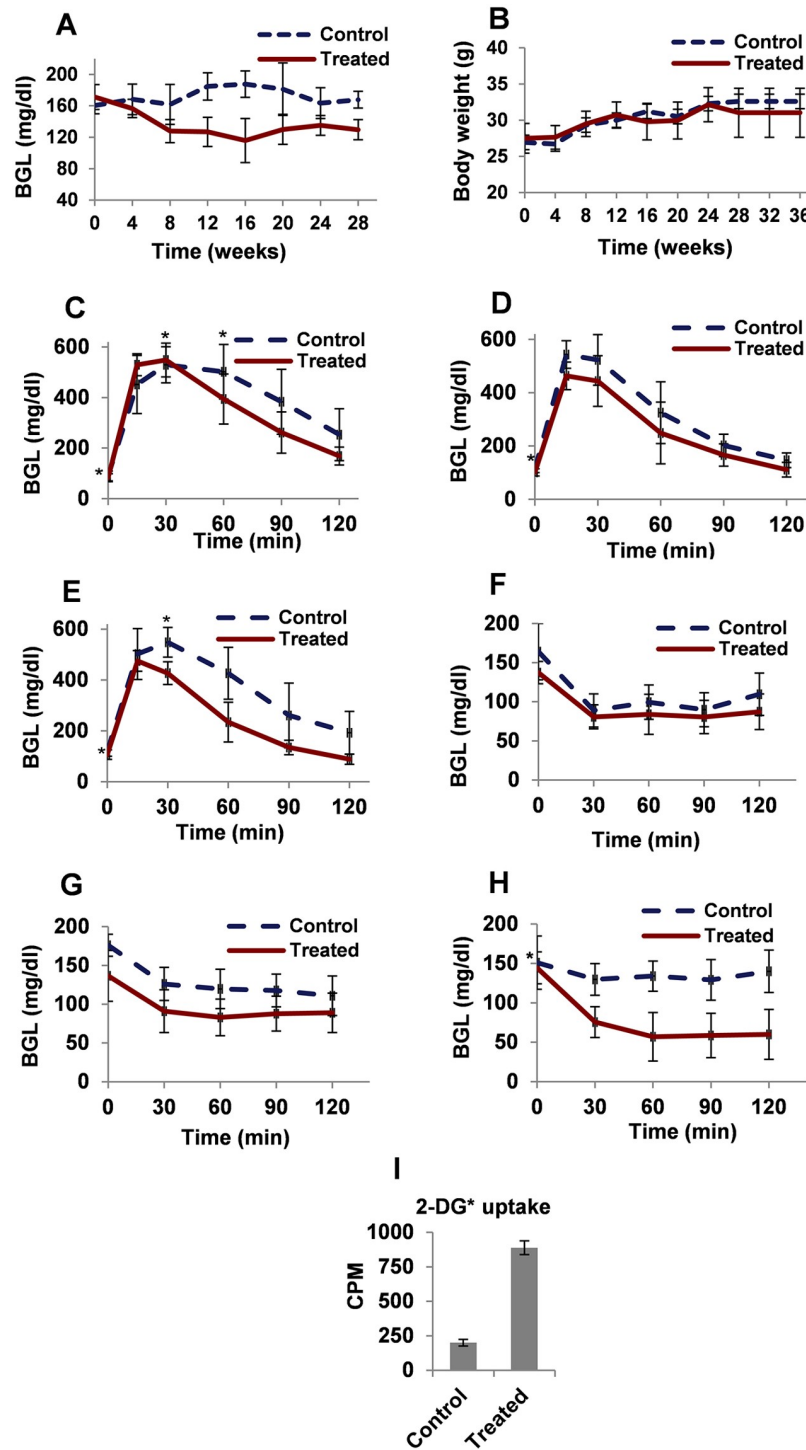 A
Control
Treated
BGL (mg/dl)
200
160
120
80
40
0 4 8 12 16 20 24 28
Time (weeks)
B
Control
Treated
Body weight (g)
40
35
30
25
20
0 4 8 12 16 20 24 28 32 36
Time (weeks)
C
* *
Control
Treated
BGL (mg/dl)
600
400
200
*
0
0 30 60 90 120
Time (min)
D
Control
Treated
BGL (mg/dl)
600
400
200
*
0
0 30 60 90 120
Time (min)
E
*
Control
Treated
BGL (mg/dl)
600
400
200
*
0
0 30 60 90 120
Time (min)
F
Control
Treated
BGL (mg/dl)
200
150
100
50
0
0 30 60 90 120
Time (min)
G
Control
Treated
BGL (mg/dl)
200
150
100
50
0
0 30 60 90 120
Time (min)
H
Control
Treated
BGL (mg/dl)
200
*
150
100
50
0
0 30 60 90 120
Time (min)
I
2-DG* uptake
CPM
1000
750
500
250
0
Control Treated